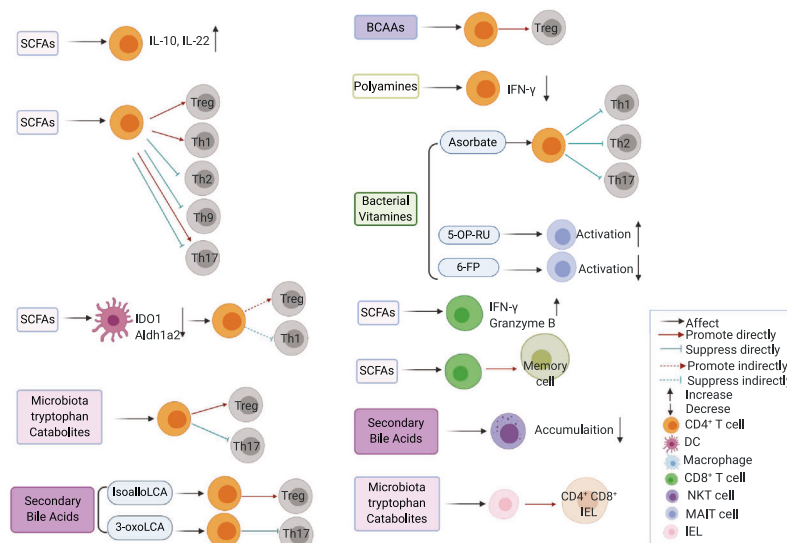 SCFAs
IL-10, IL-22
SCFAs
Treg
Th1
Th2
Th9
Th17
SCFAs
IDO1
Aldh1a2
Treg
Th1
Microbiota
tryptophan
Catabolites
Treg
Th17
Secondary
Bile Acids
IsoalloLCA
Treg
3-oxoLCA
Th17
BCAAs
Treg
Polyamines
IFN-γ
Bacterial
Vitamines
Asorbate
Th1
Th2
Th17
5-OP-RU
Activation
6-FP
Activation
SCFAs
IFN-γ
Granzyme B
SCFAs
Memory
cell
Secondary
Bile Acids
Accumulaition
Microbiota
tryptophan
Catabolites
CD4⁺ CD8⁺
IEL
Affect
Promote directly
Suppress directly
Promote indirectly
Suppress indirectly
Increase
Decrese
CD4⁺ T cell
DC
Macrophage
CD8⁺ T cell
NKT cell
MAIT cell
IEL